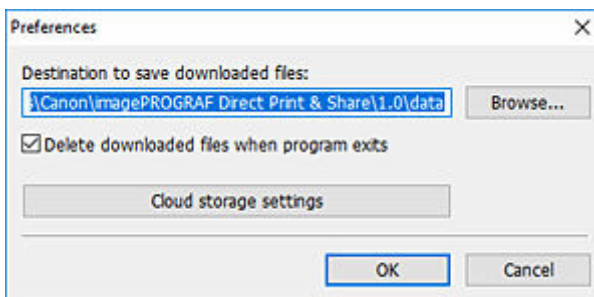 Preferences
Destination to save downloaded files:
\Canon\imagePROGRAF Direct Print & Share\1.0\data
Browse...
Delete downloaded files when program exits
Cloud storage settings
OK
Cancel